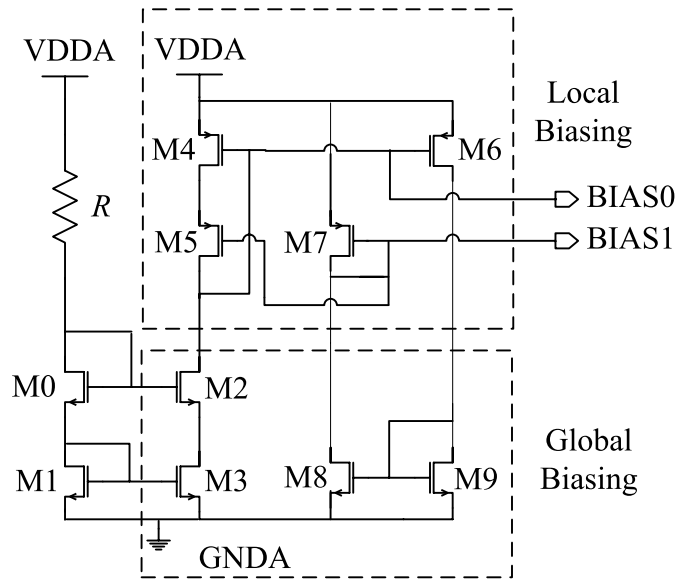 VDDA
VDDA
Local
Biasing
M4
M6
R
BIAS0
M5
M7
BIAS1
M0
M2
Global
Biasing
M1
M3
M8
M9
GNDA